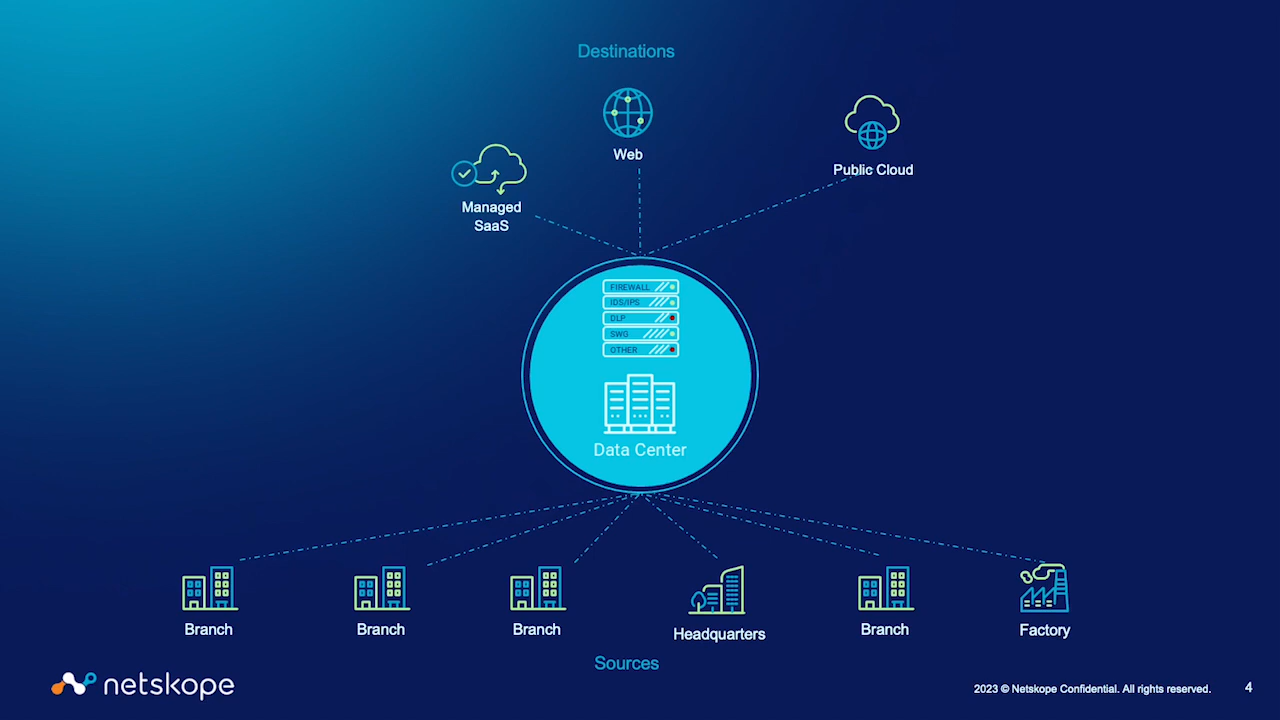 Destinations
Web
Public Cloud
Managed
SaaS
FIREWALL
IDS/IPS
DLP
SWG
OTHER
Data Center
Branch
Branch
Branch
Headquarters
Branch
Factory
Sources
netskope
2023 © Netskope Confidential. All rights reserved.
4